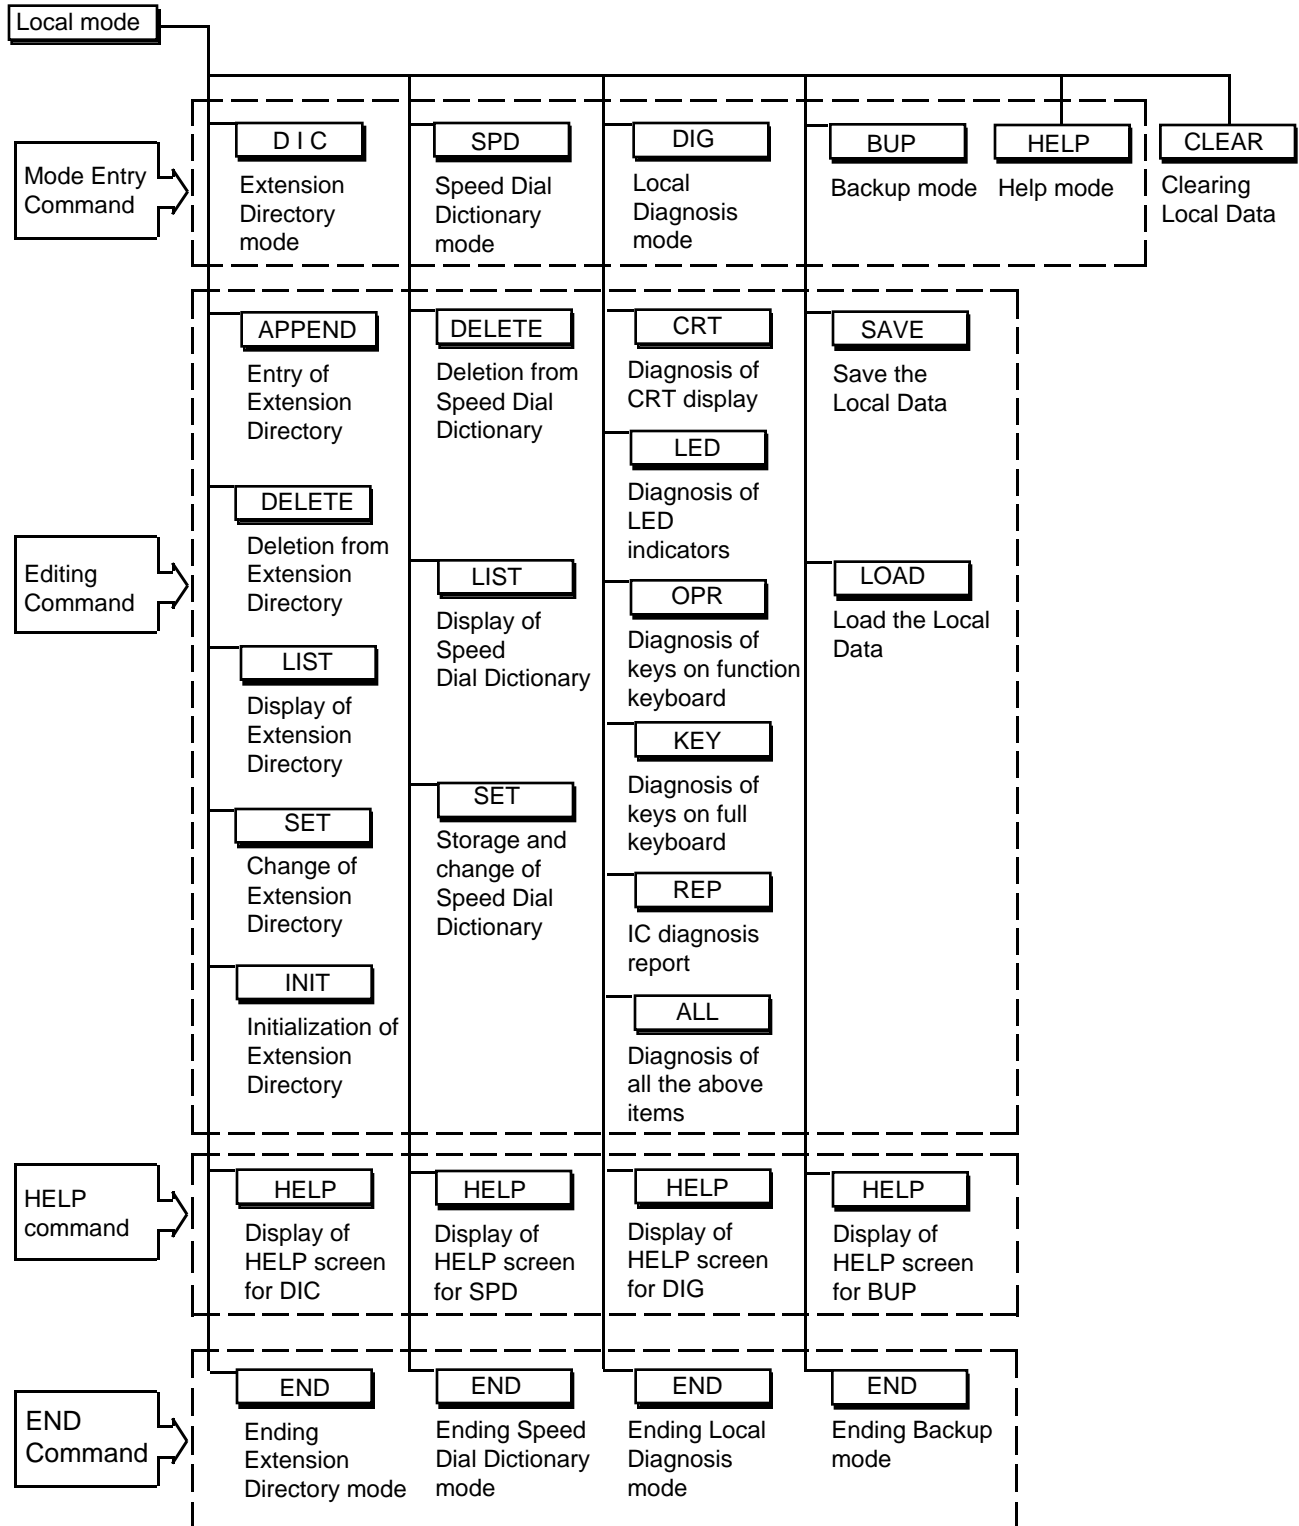 Local mode
Mode Entry
Command
D I C
Extension
Directory
mode
SPD
Speed Dial
Dictionary
mode
DIG
Local
Diagnosis
mode
BUP
Backup mode
HELP
Help mode
CLEAR
Clearing
Local Data
Editing
Command
APPEND
Entry of
Extension
Directory
DELETE
Deletion from
Extension
Directory
LIST
Display of
Extension
Directory
SET
Change of
Extension
Directory
INIT
Initialization of
Extension
Directory
DELETE
Deletion from
Speed Dial
Dictionary
LIST
Display of
Speed
Dial Dictionary
SET
Storage and
change of
Speed Dial
Dictionary
CRT
Diagnosis of
CRT display
LED
Diagnosis of
LED
indicators
OPR
Diagnosis of
keys on function
keyboard
KEY
Diagnosis of
keys on full
keyboard
REP
IC diagnosis
report
ALL
Diagnosis of
all the above
items
SAVE
Save the
Local Data
LOAD
Load the Local
Data
HELP
command
HELP
Display of
HELP screen
for DIC
HELP
Display of
HELP screen
for SPD
HELP
Display of
HELP screen
for DIG
HELP
Display of
HELP screen
for BUP
END
Command
END
Ending
Extension
Directory mode
END
Ending Speed
Dial Dictionary
mode
END
Ending Local
Diagnosis
mode
END
Ending Backup
mode